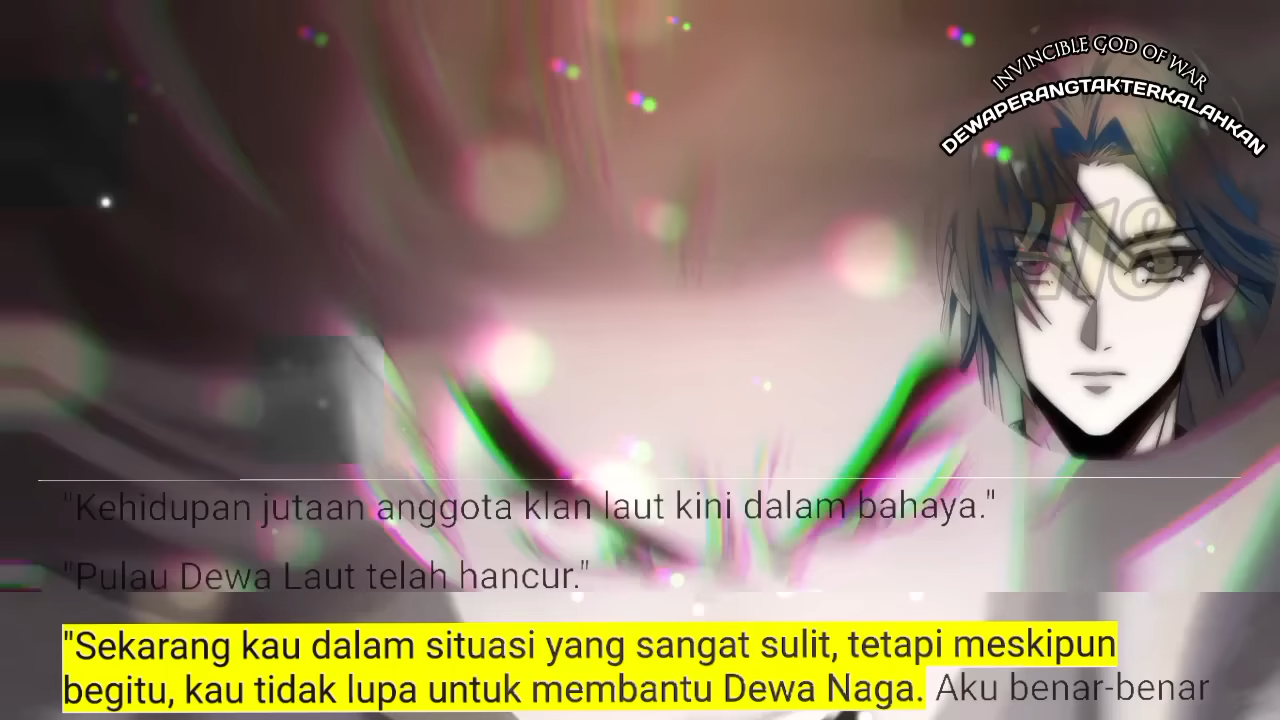 INVINCIBLE GOD OF WAR
DEWAPERANGTAKTERKALAHKAN
"Kehidupan jutaan anggota klan laut kini dalam bahaya."
"Pulau Dewa Laut telah hancur."
"Sekarang kau dalam situasi yang sangat sulit, tetapi meskipun
begitu, kau tidak lupa untuk membantu Dewa Naga. Aku benar-benar